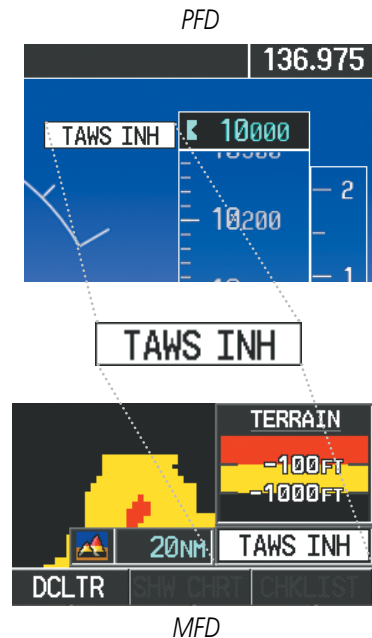 PFD
136.975
TAWS INH
10000
2
10200
1
TAWS INH
TERRAIN
-100FT
-1000FT
20NM
TAWS INH
DCLTR SHW CHRT CHKLIST
MFD